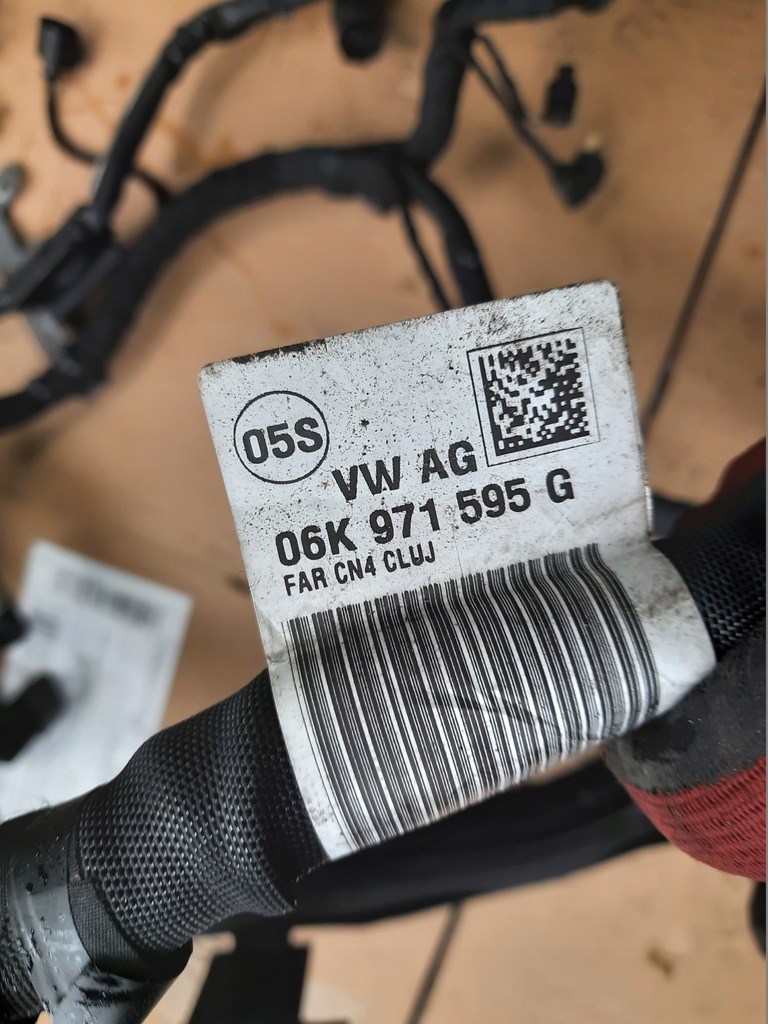 05S
VW AG
06K 971 595 G
FAR CN4 CLUJ